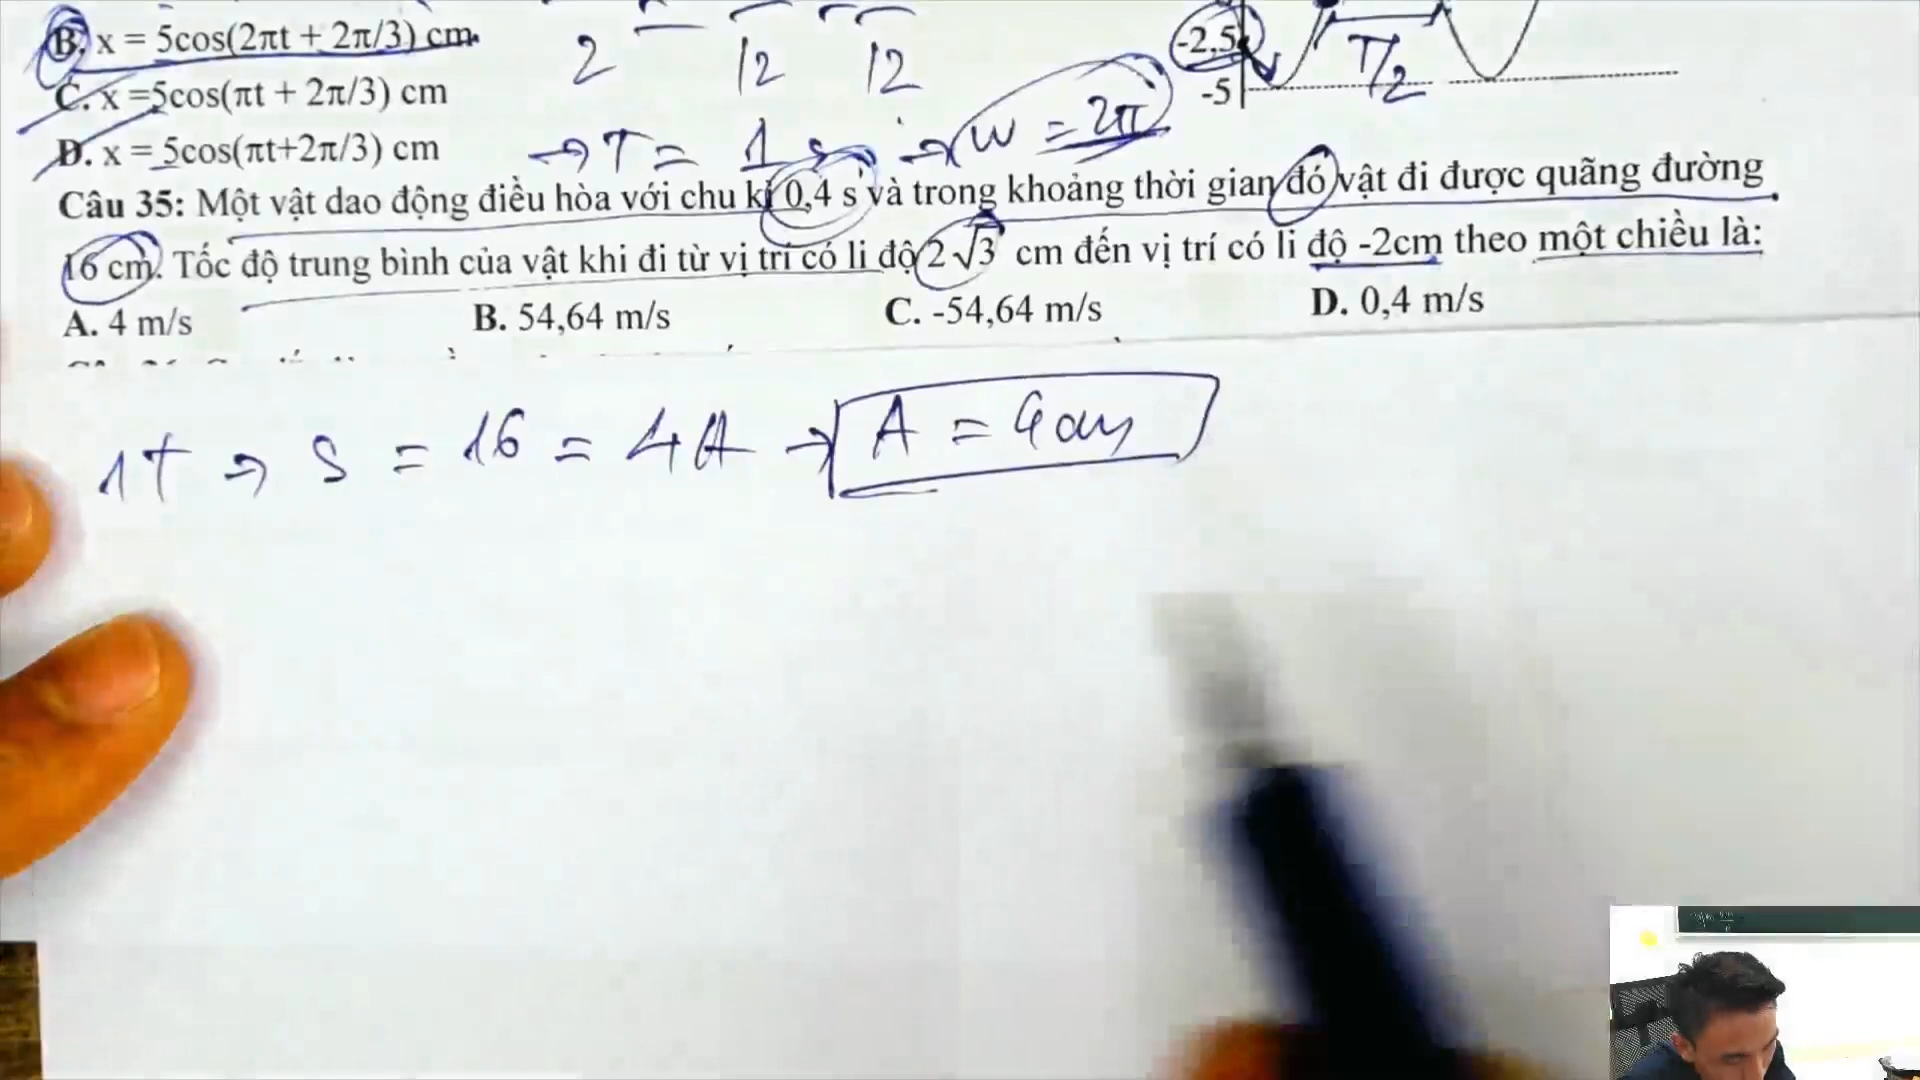 B. x = 5cos(2πt + 2π/3) cm.
2 12 12
-2,5
T/2
C. x =5cos(πt + 2π/3) cm
-5
D. x = 5cos(πt+2π/3) cm
→ T = 1 s → ω = 2π
Câu 35: Một vật dao động điều hòa với chu kì 0,4 s và trong khoảng thời gian đó vật đi được quãng đường
16 cm. Tốc độ trung bình của vật khi đi từ vị trí có li độ 2√3 cm đến vị trí có li độ -2cm theo một chiều là:
A. 4 m/s B. 54,64 m/s C. -54,64 m/s D. 0,4 m/s
1T → S = 16 = 4A → A = 4cm